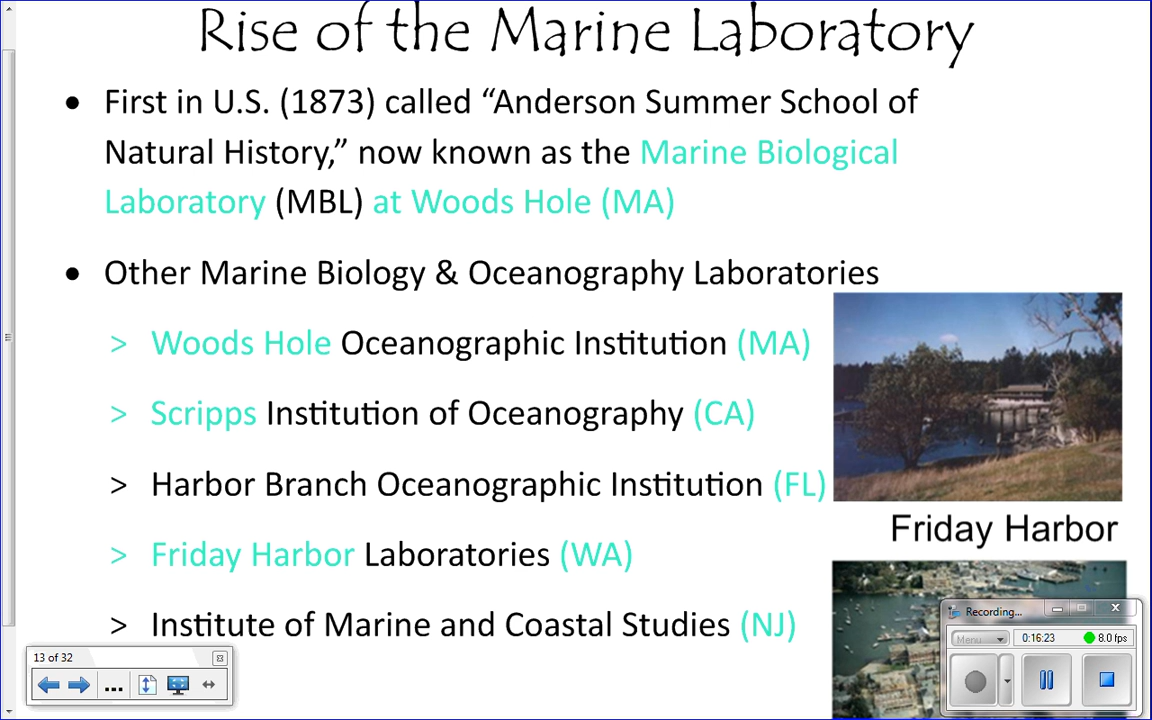 Rise of the Marine Laboratory
• First in U.S. (1873) called “Anderson Summer School of
Natural History,” now known as the Marine Biological
Laboratory (MBL) at Woods Hole (MA)
• Other Marine Biology & Oceanography Laboratories
> Woods Hole Oceanographic Institution (MA)
> Scripps Institution of Oceanography (CA)
> Harbor Branch Oceanographic Institution (FL)
> Friday Harbor Laboratories (WA)
> Institute of Marine and Coastal Studies (NJ)
Friday Harbor
Recording...
Menu
0:16:23
8.0 fps
13 of 32